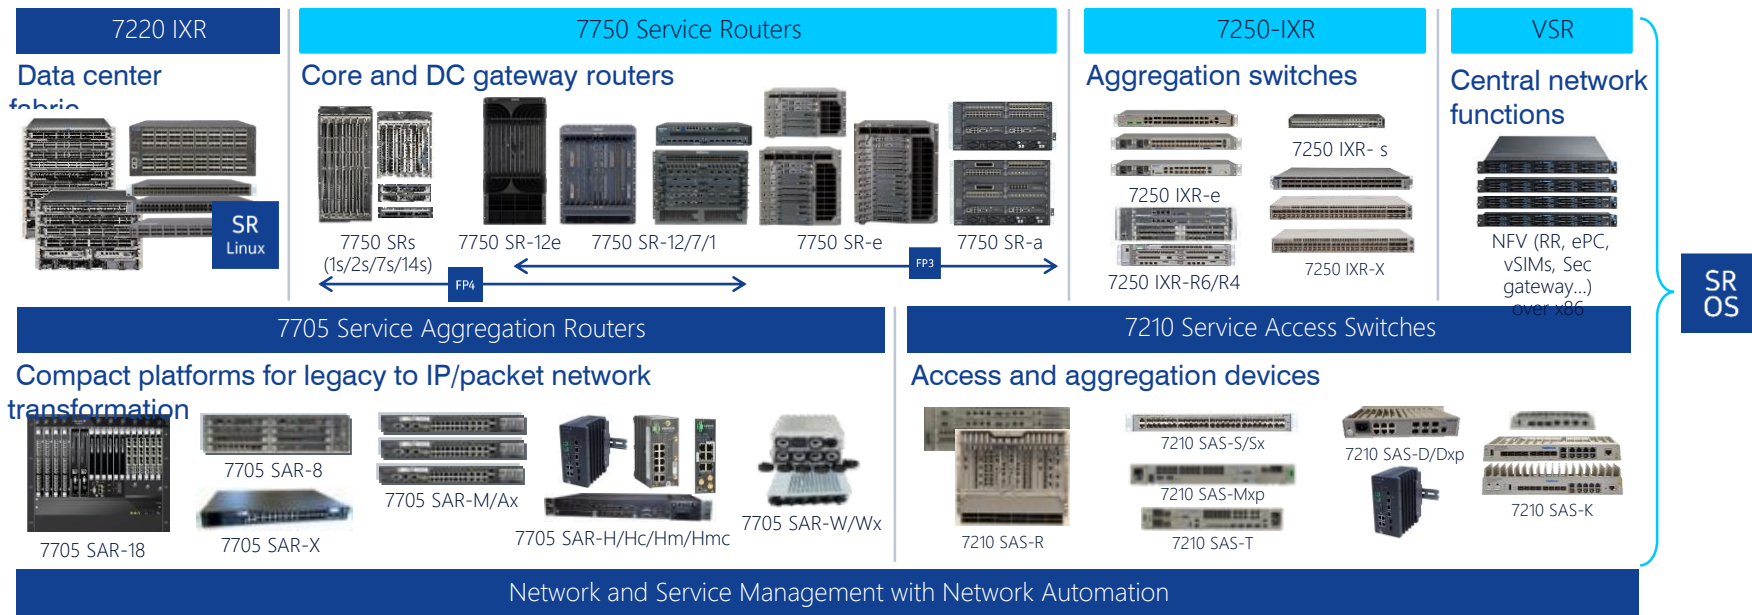 7220 IXR
Data center
fabric
SR
Linux
7750 Service Routers
Core and DC gateway routers
7750 SRs
(1s/2s/7s/14s)
7750 SR-12e
7750 SR-12/7/1
7750 SR-e
7750 SR-a
FP3
FP4
7250-IXR
Aggregation switches
7250 IXR-e
7250 IXR-R6/R4
7250 IXR- s
7250 IXR-X
VSR
Central network
functions
NFV (RR, ePC,
vSIMs, Sec
gateway...)
over x86
SR
OS
7705 Service Aggregation Routers
Compact platforms for legacy to IP/packet network
transformation
7705 SAR-18
7705 SAR-8
7705 SAR-X
7705 SAR-M/Ax
7705 SAR-H/Hc/Hm/Hmc
7705 SAR-W/Wx
7210 Service Access Switches
Access and aggregation devices
7210 SAS-R
7210 SAS-S/Sx
7210 SAS-Mxp
7210 SAS-T
7210 SAS-D/Dxp
7210 SAS-K
Network and Service Management with Network Automation